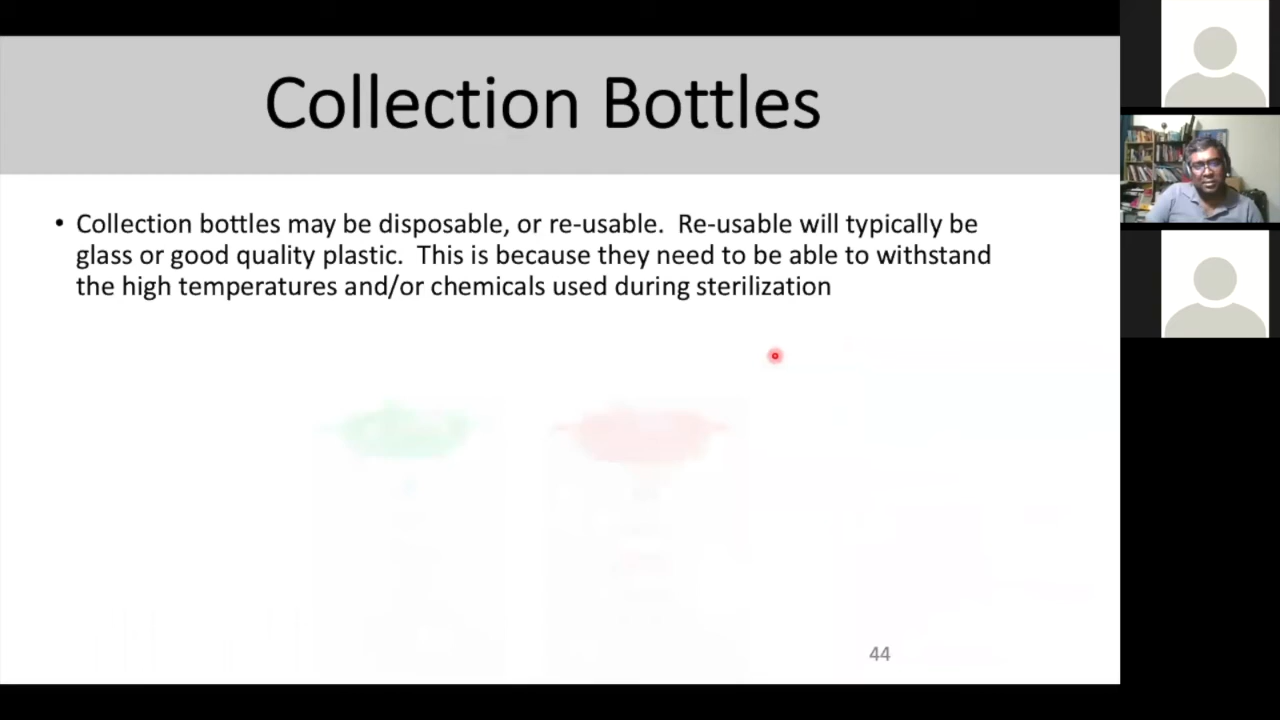 Collection Bottles
• Collection bottles may be disposable, or re-usable.  Re-usable will typically be
glass or good quality plastic.  This is because they need to be able to withstand
the high temperatures and/or chemicals used during sterilization
44